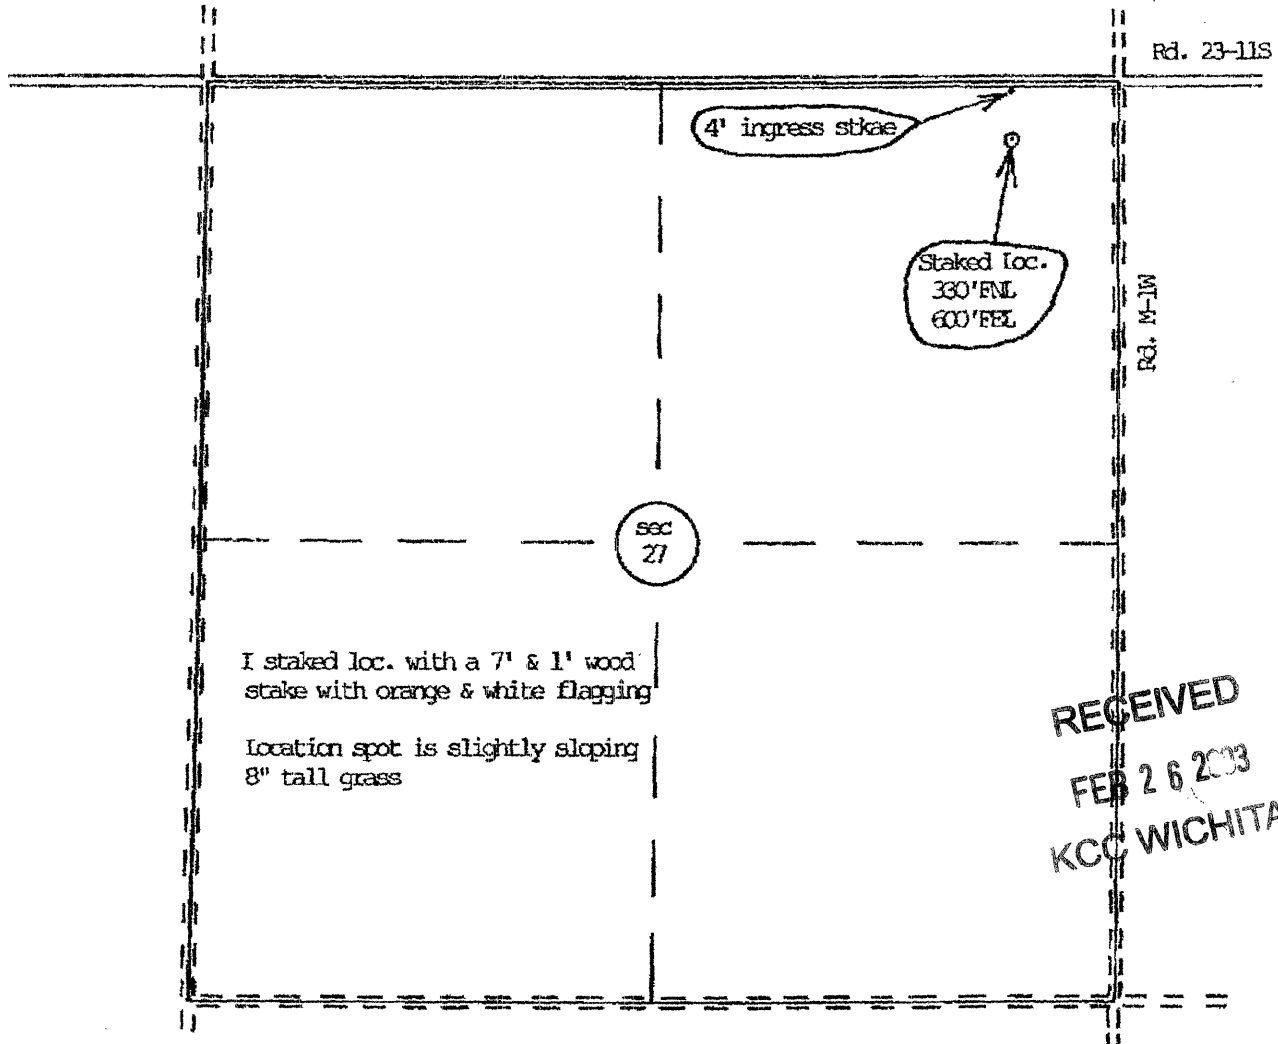 Rd. 23-11S
4' ingress stkae
Staked Loc.
330'FNL
600'FEL
Rd. M-1W
sec
27
I staked loc. with a 7' & 1' wood
stake with orange & white flagging
Location spot is slightly sloping
8" tall grass
RECEIVED
FEB 26 2003
KCC WICHITA